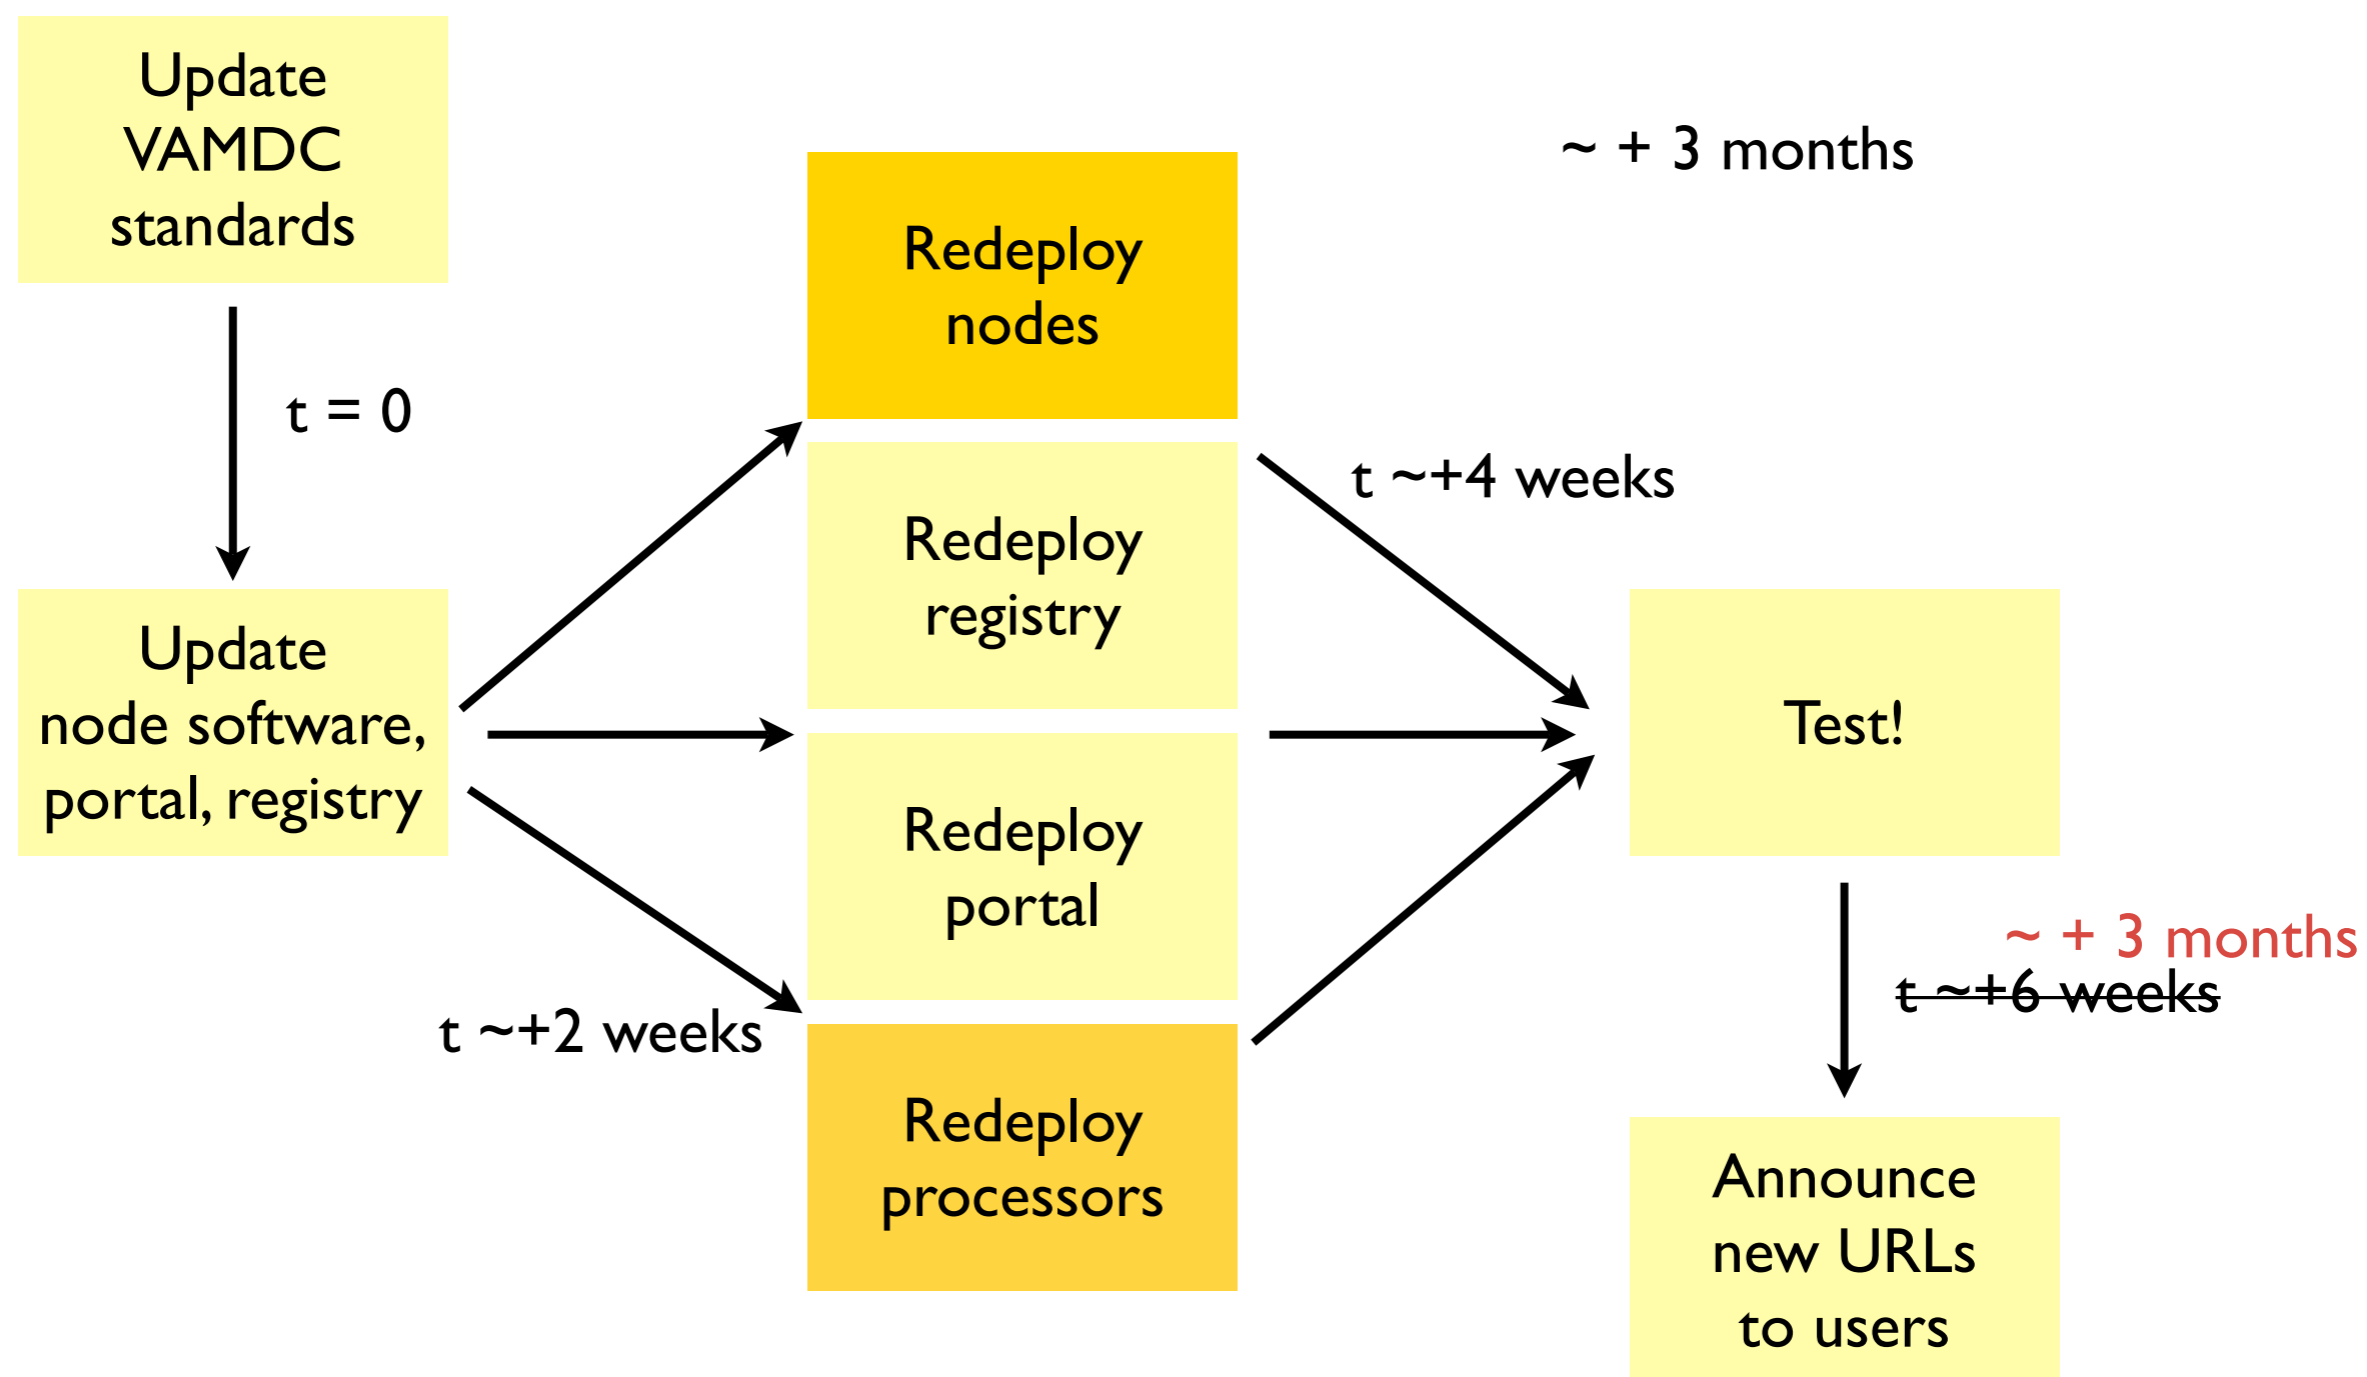 Update
VAMDC
standards
t = 0
Update
node software,
portal, registry
t ~+2 weeks
Redeploy
nodes
Redeploy
registry
Redeploy
portal
Redeploy
processors
~ + 3 months
t ~+4 weeks
Test!
~ + 3 months
t ~+6 weeks
Announce
new URLs
to users